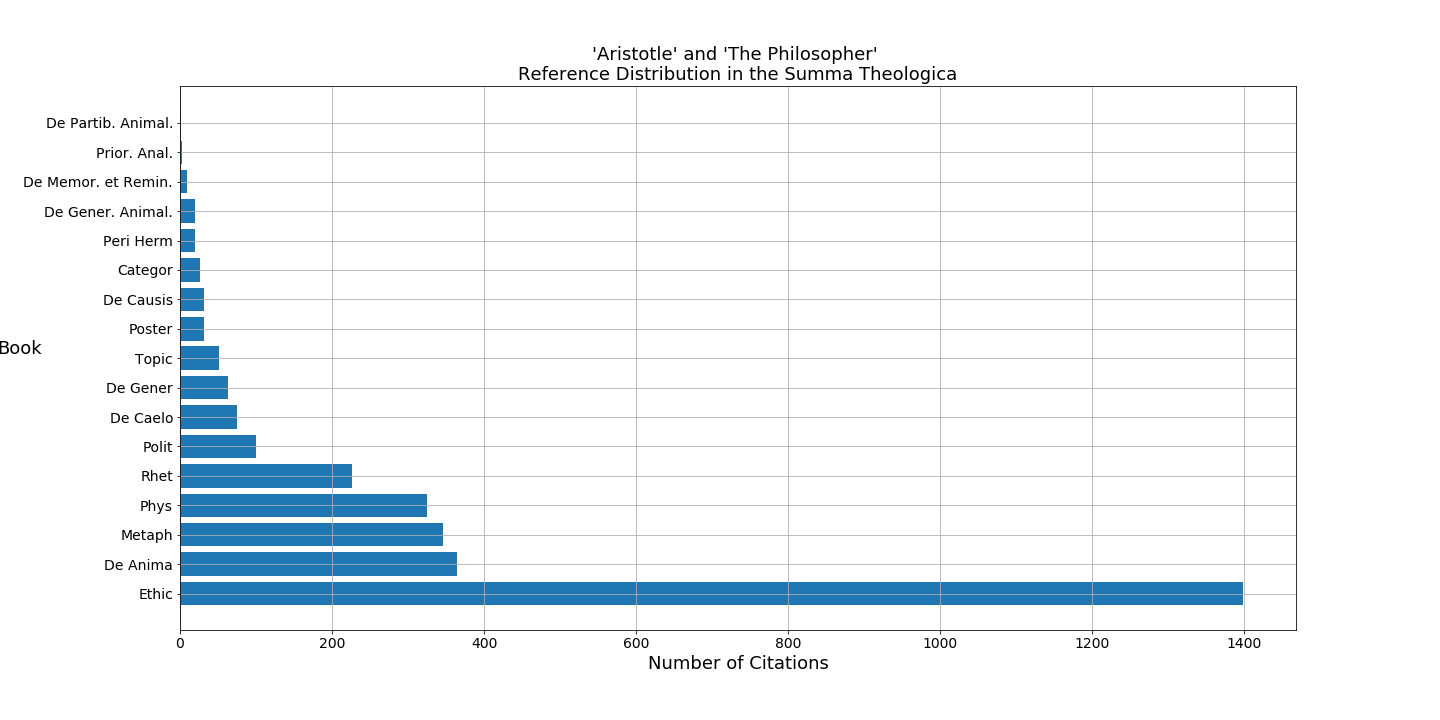 'Aristotle' and 'The Philosopher'
Reference Distribution in the Summa Theologica
De Partib. Animal.
Prior. Anal.
De Memor. et Remin.
De Gener. Animal.
Peri Herm
Categor
De Causis
Poster
Book
Topic
De Gener
De Caelo
Polit
Rhet
Phys
Metaph
De Anima
Ethic
0 200 400 600 800 1000 1200 1400
Number of Citations